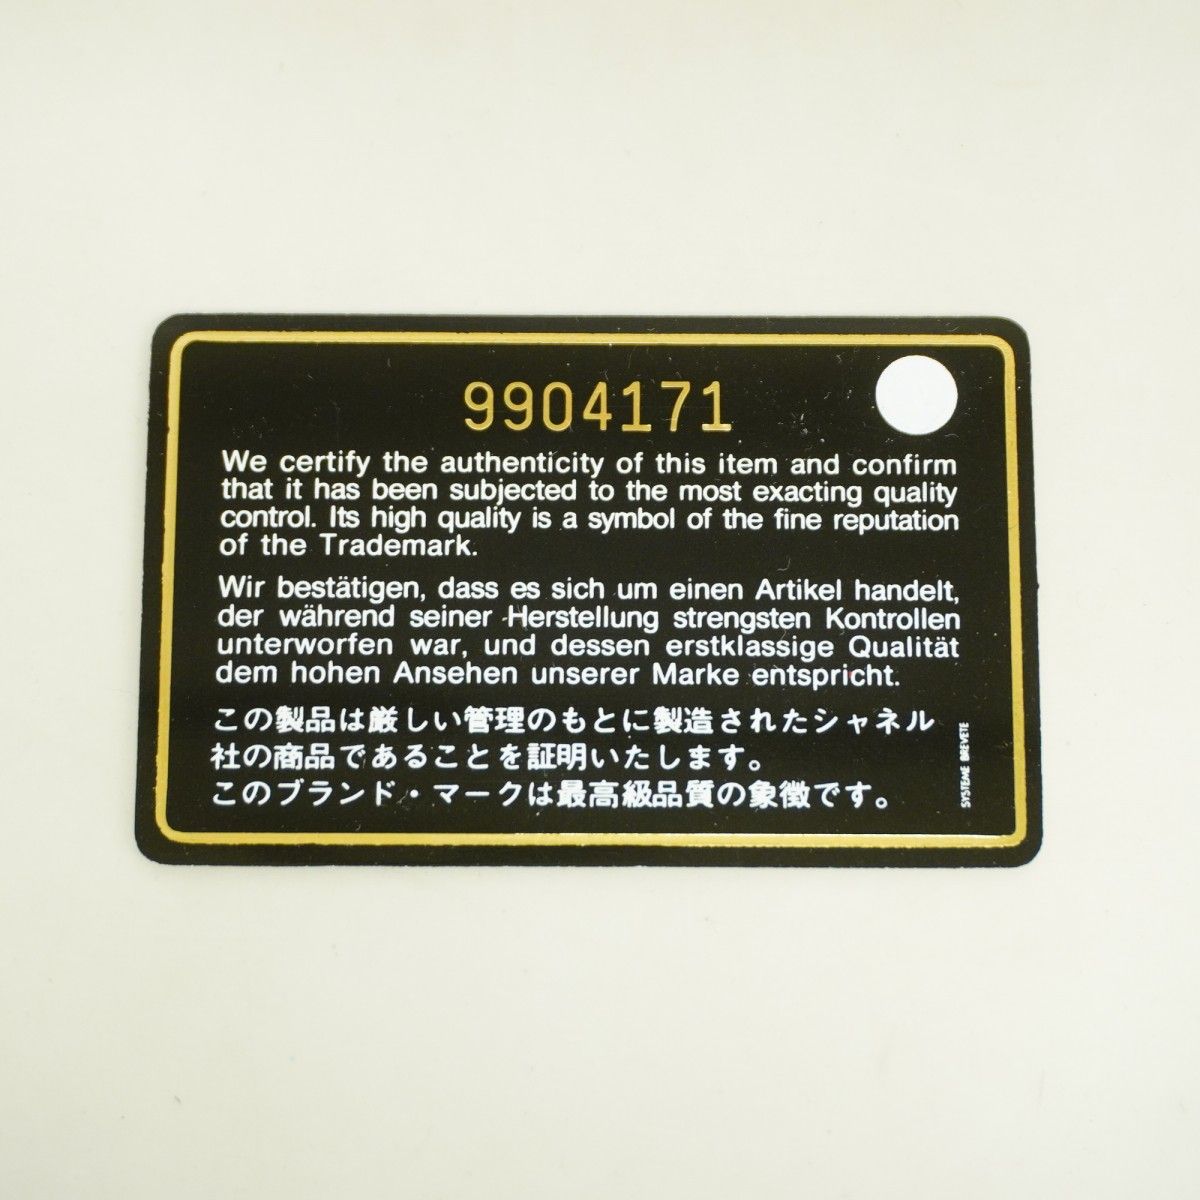 9904171
We certify the authenticity of this item and confirm
that it has been subjected to the most exacting quality
control. Its high quality is a symbol of the fine reputation
of the Trademark.
Wir bestätigen, dass es sich um einen Artikel handelt,
der während seiner Herstellung strengsten Kontrollen
unterworfen war, und dessen erstklassige Qualität
dem hohen Ansehen unserer Marke entspricht.
この製品は厳しい管理のもとに製造されたシャネル
社の商品であることを証明いたします。
このブランド・マークは最高級品質の象徴です。
SYSTEME BREVETE